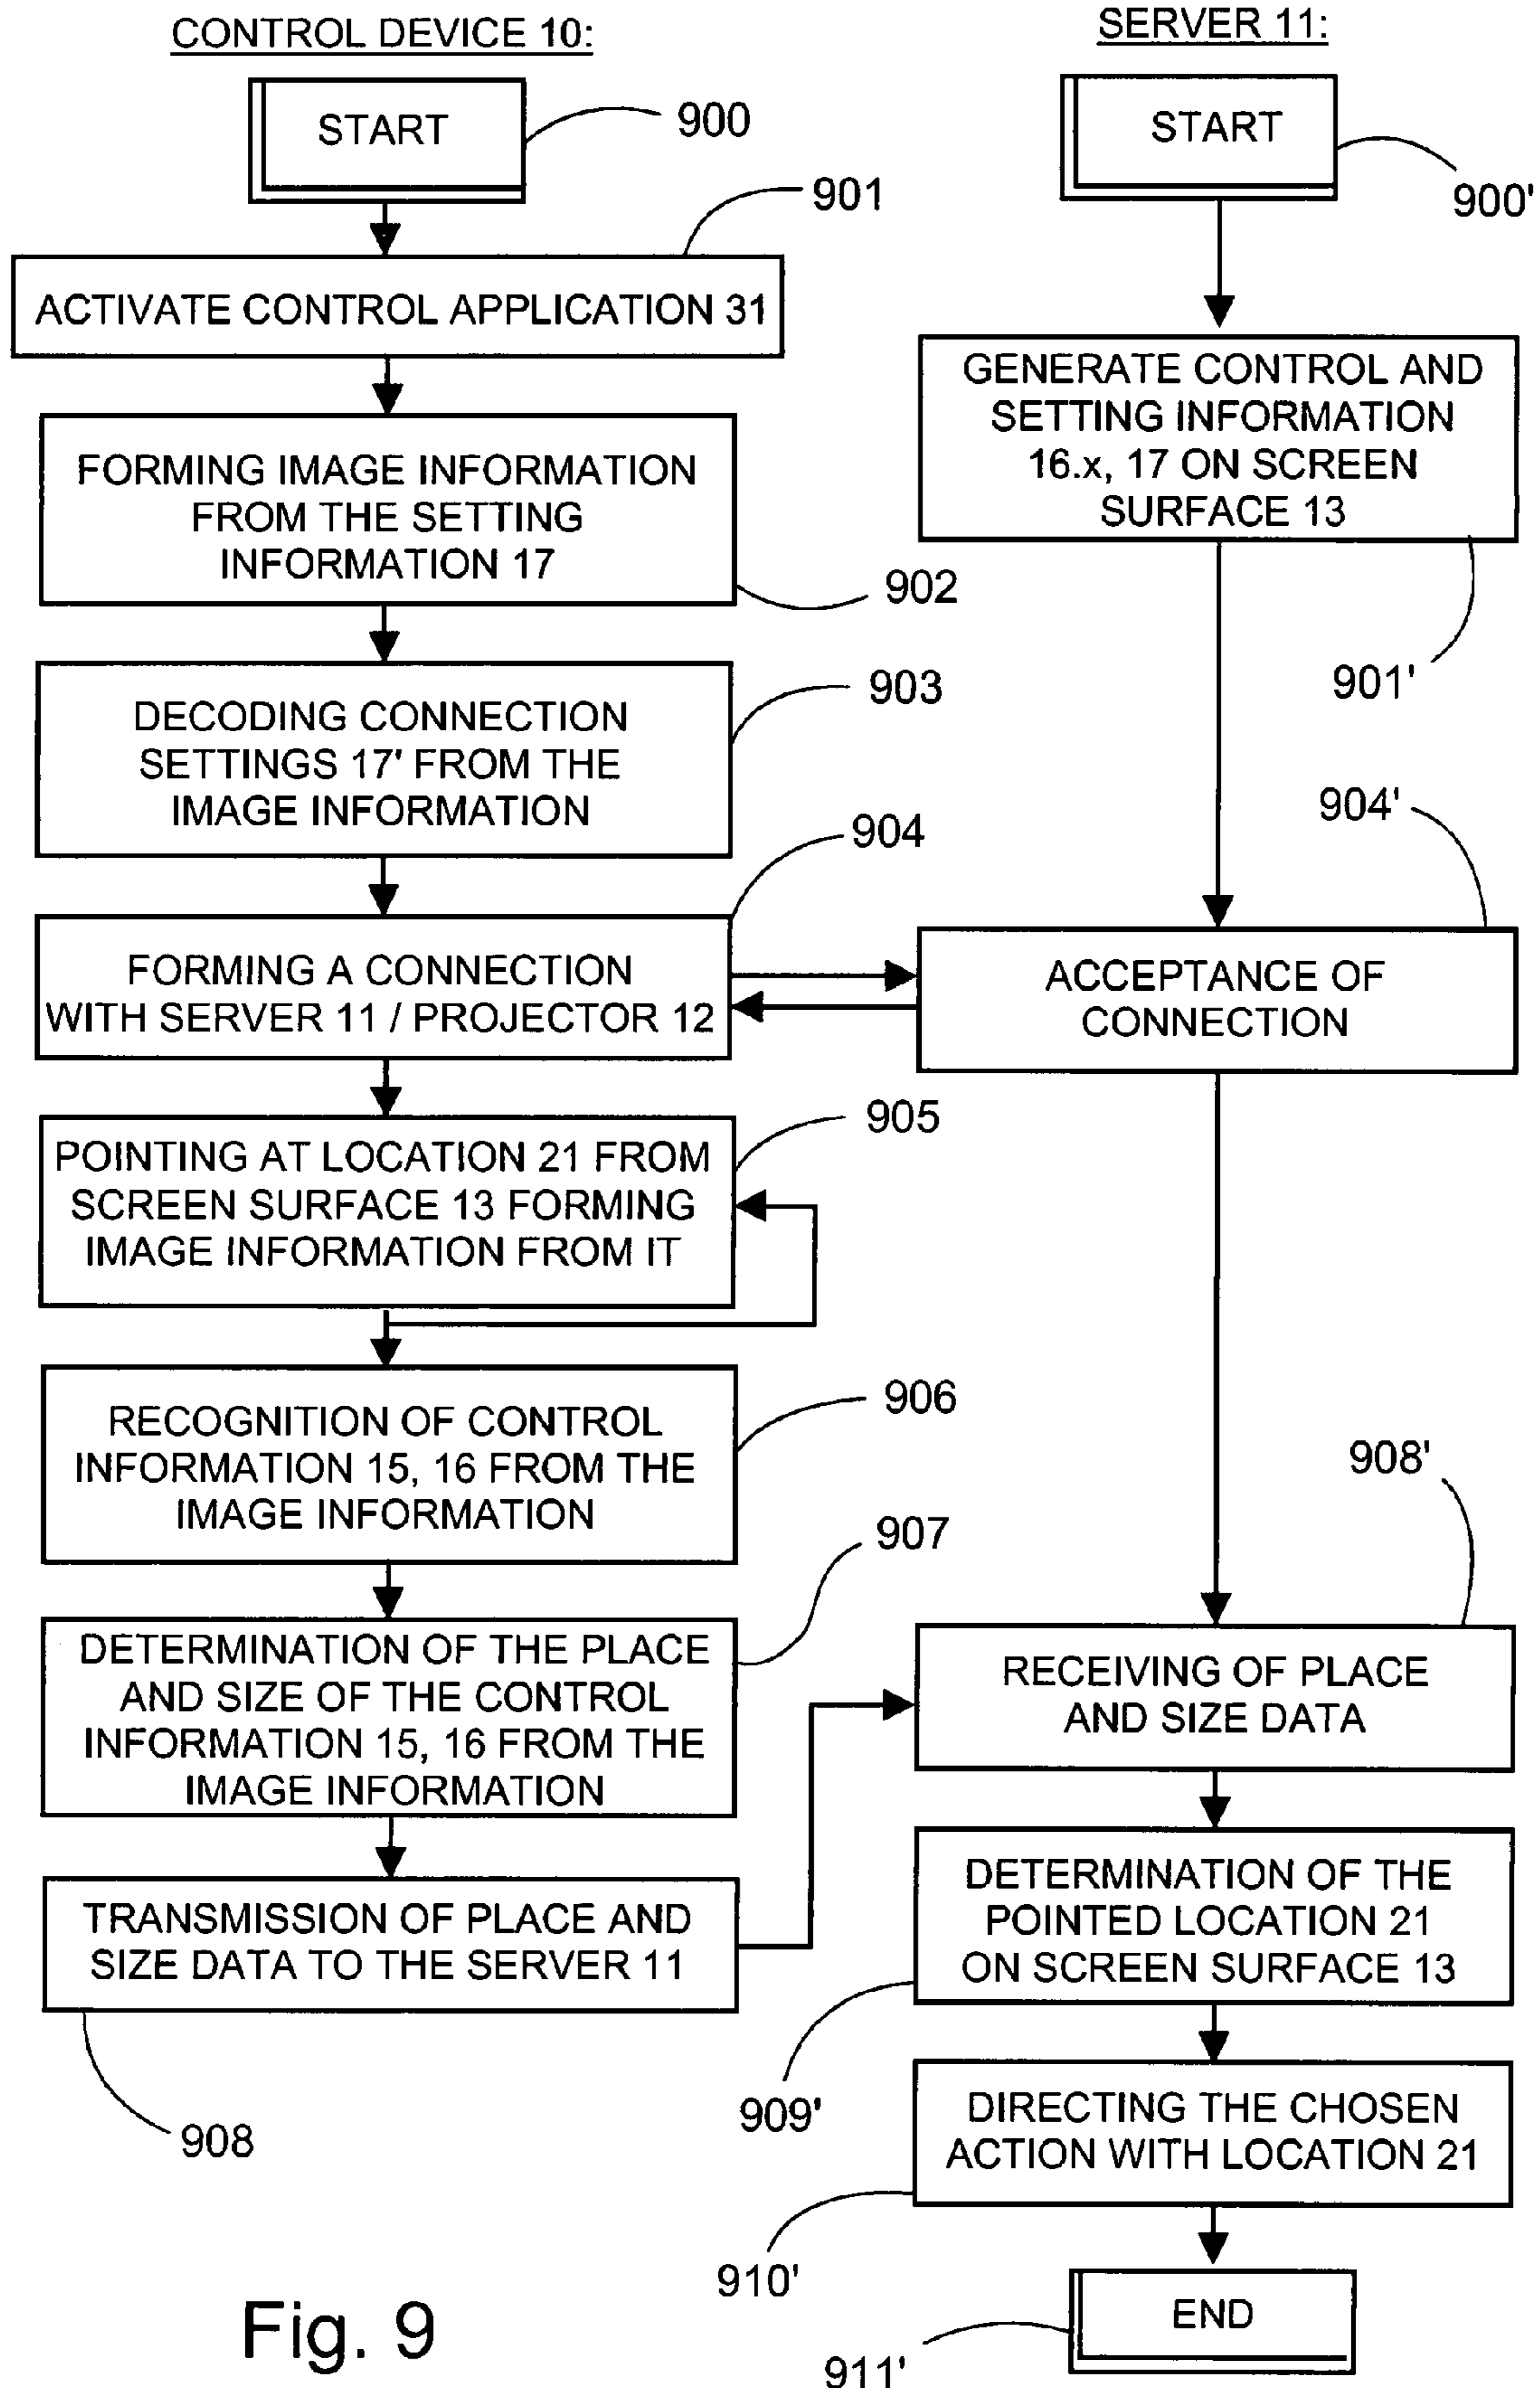 CONTROL DEVICE 10:
START
900
901
ACTIVATE CONTROL APPLICATION 31
FORMING IMAGE INFORMATION
FROM THE SETTING
INFORMATION 17
902
DECODING CONNECTION
SETTINGS 17' FROM THE
IMAGE INFORMATION
903
904
FORMING A CONNECTION
WITH SERVER 11 / PROJECTOR 12
905
POINTING AT LOCATION 21 FROM
SCREEN SURFACE 13 FORMING
IMAGE INFORMATION FROM IT
906
RECOGNITION OF CONTROL
INFORMATION 15, 16 FROM THE
IMAGE INFORMATION
907
DETERMINATION OF THE PLACE
AND SIZE OF THE CONTROL
INFORMATION 15, 16 FROM THE
IMAGE INFORMATION
TRANSMISSION OF PLACE AND
SIZE DATA TO THE SERVER 11
908
SERVER 11:
START
900'
GENERATE CONTROL AND
SETTING INFORMATION
16.x, 17 ON SCREEN
SURFACE 13
901'
904'
ACCEPTANCE OF
CONNECTION
908'
RECEIVING OF PLACE
AND SIZE DATA
DETERMINATION OF THE
POINTED LOCATION 21
ON SCREEN SURFACE 13
909'
DIRECTING THE CHOSEN
ACTION WITH LOCATION 21
910'
END
911'
Fig. 9